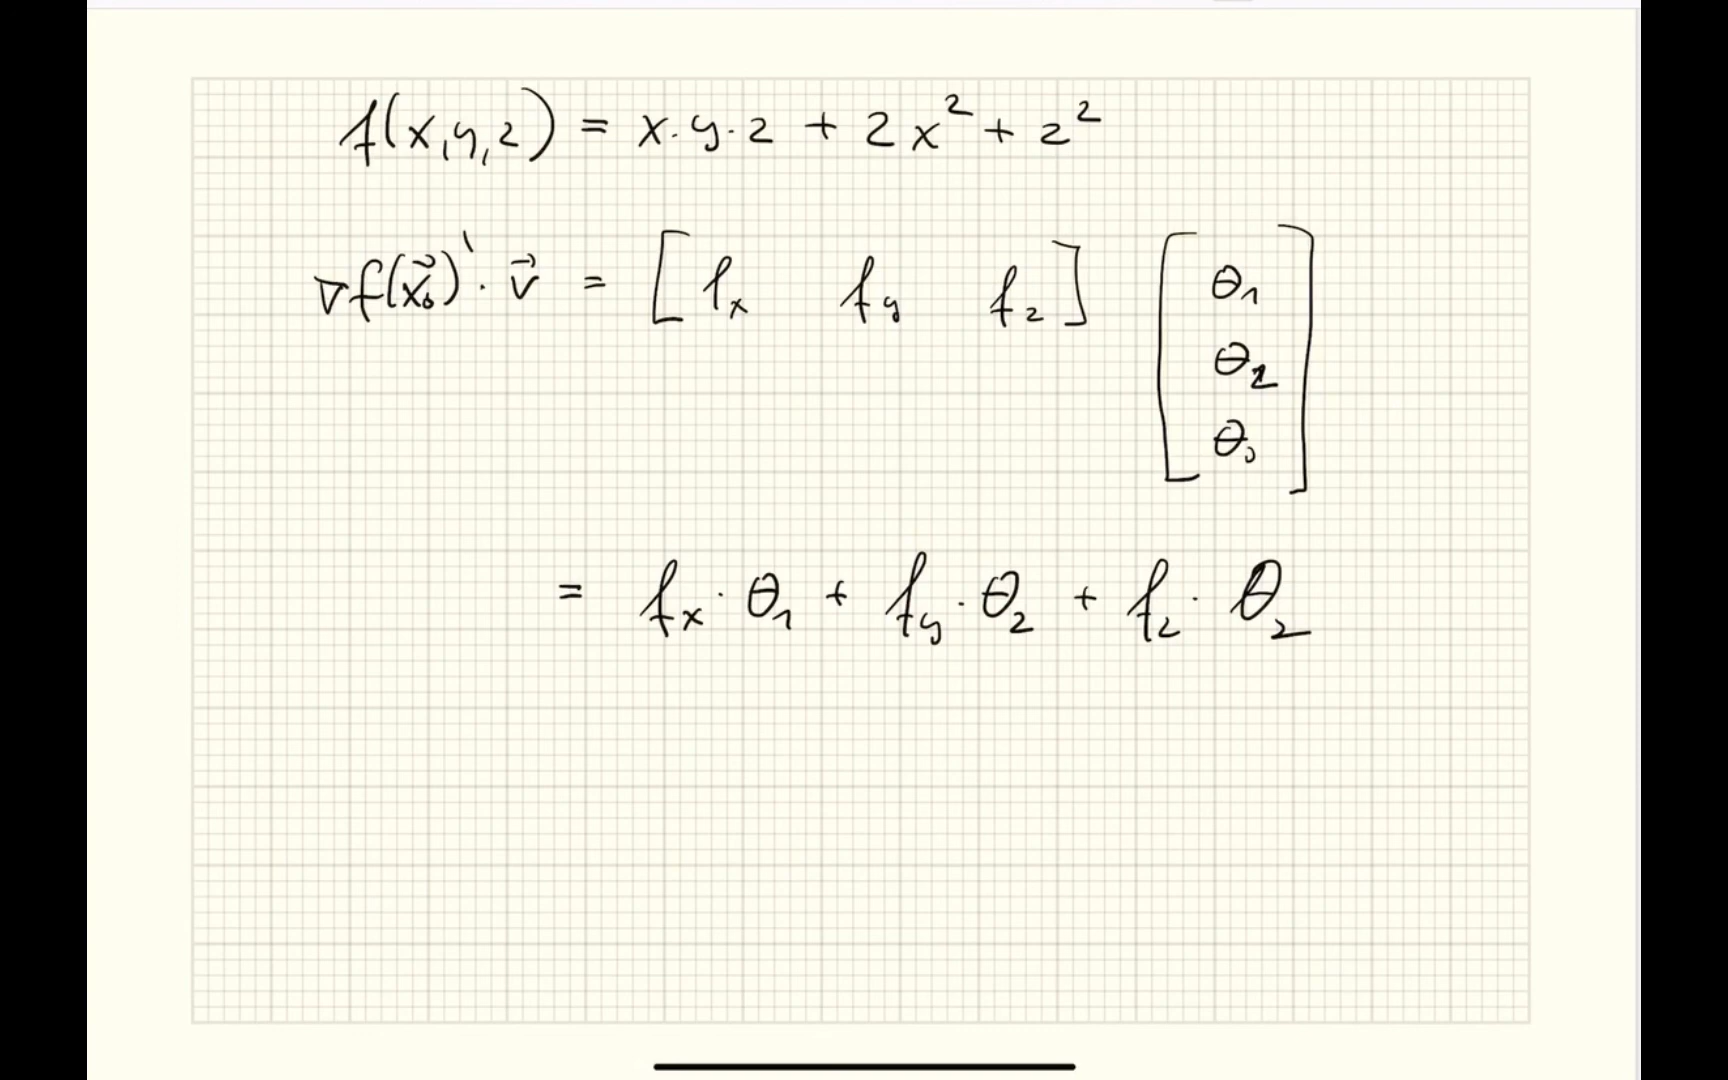 f(x,y,z) = x·y·z + 2x² + z²
∇f(x⃗₀)' · v⃗ = [fx fy fz] [θ₁
θ₂
θ₃]
= fx · θ₁ + fy · θ₂ + fz · θ₂